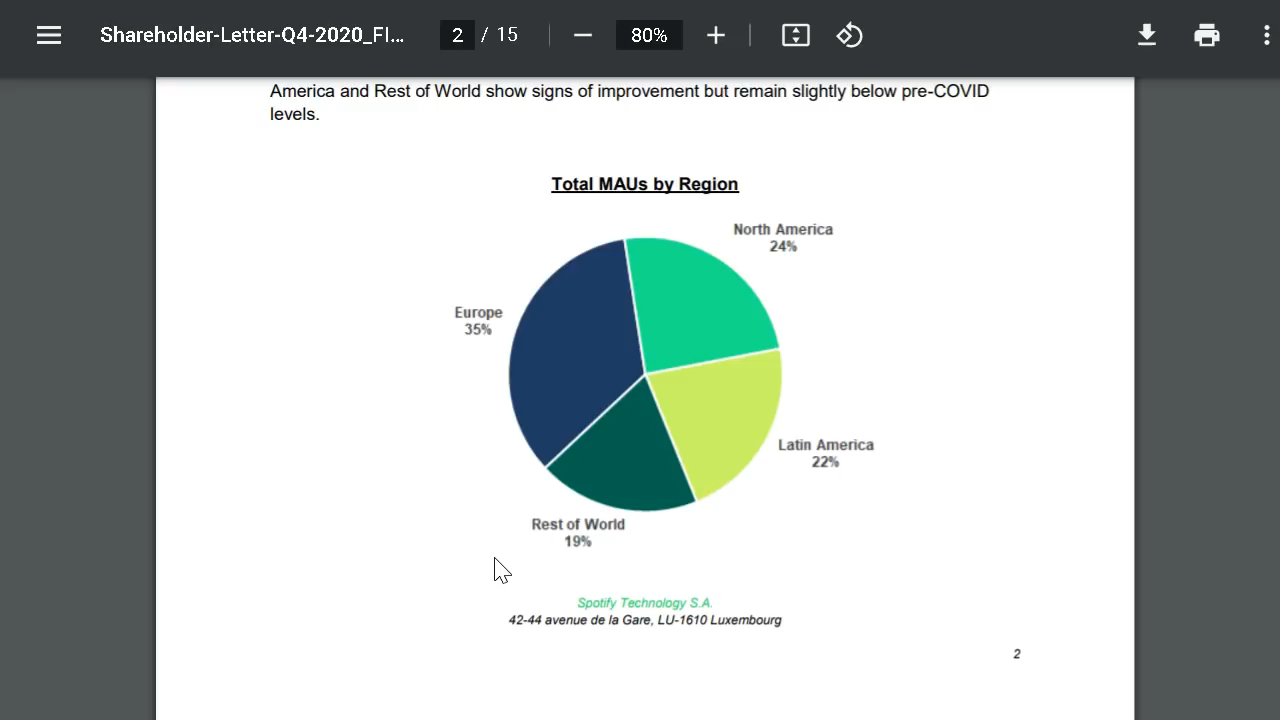 Shareholder-Letter-Q4-2020_FI... 2 / 15 80%
America and Rest of World show signs of improvement but remain slightly below pre-COVID
levels.
Total MAUs by Region
North America
24%
Europe
35%
Latin America
22%
Rest of World
19%
Spotify Technology S.A.
42-44 avenue de la Gare, LU-1610 Luxembourg
2